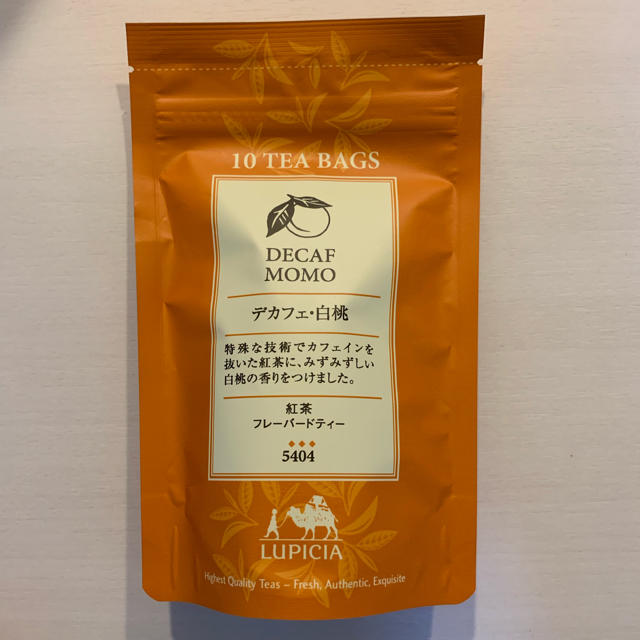 10 TEA BAGS
DECAF
MOMO
デカフェ・白桃
特殊な技術でカフェインを
抜いた紅茶に、みずみずしい
白桃の香りをつけました。
紅茶
フレーバードティー
5404
LUPICIA
Highest Quality Teas – Fresh, Authentic, Exquisite